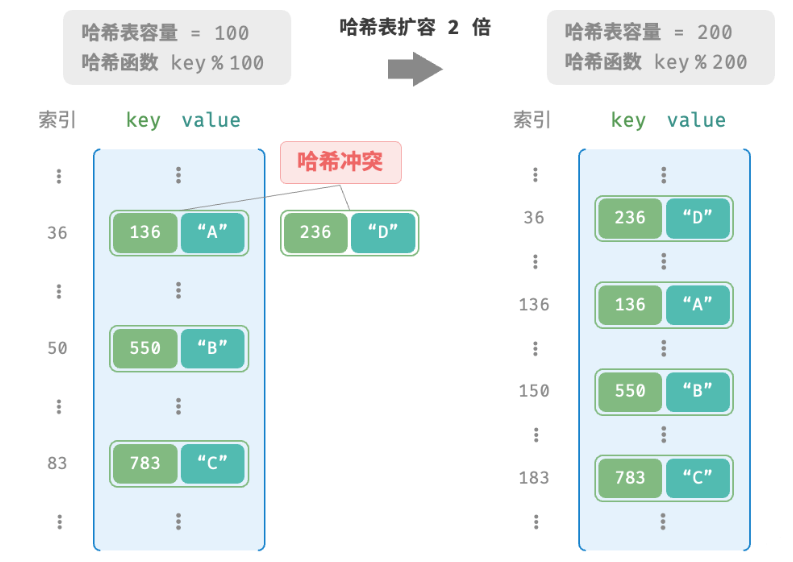 哈希表容量 = 100
哈希函数 key % 100
哈希表扩容 2 倍
哈希表容量 = 200
哈希函数 key % 200
索引 key value
哈希冲突
36 136 “A” 236 “D”
50 550 “B”
83 783 “C”
索引 key value
36 236 “D”
136 136 “A”
150 550 “B”
183 783 “C”